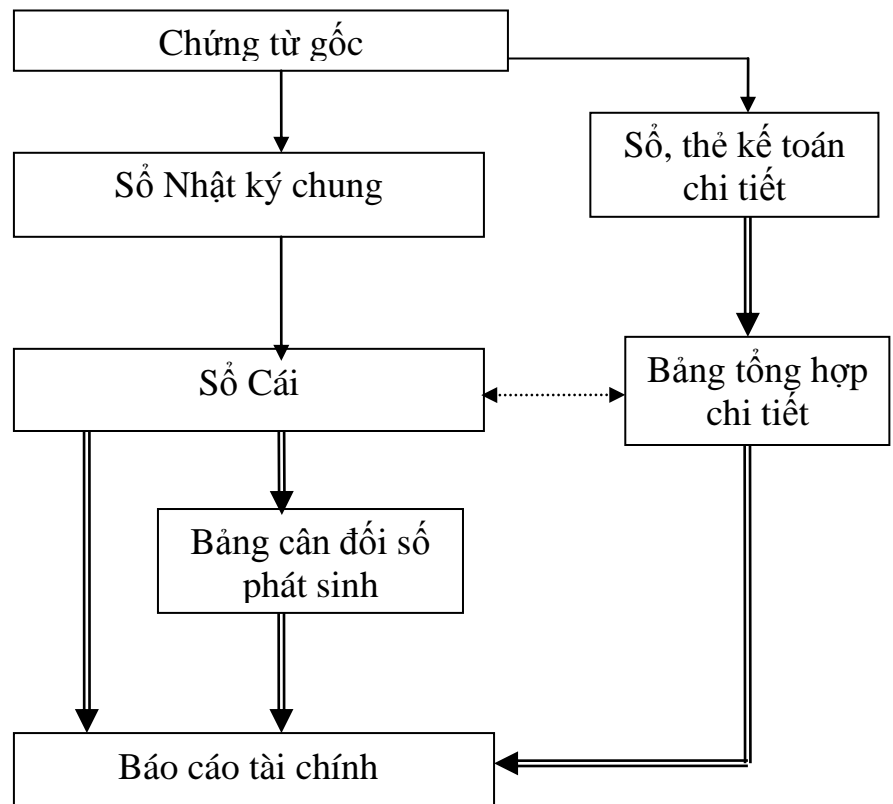 Chứng từ gốc
Sổ, thẻ kế toán
chi tiết
Sổ Nhật ký chung
Sổ Cái
Bảng tổng hợp
chi tiết
Bảng cân đối số
phát sinh
Báo cáo tài chính